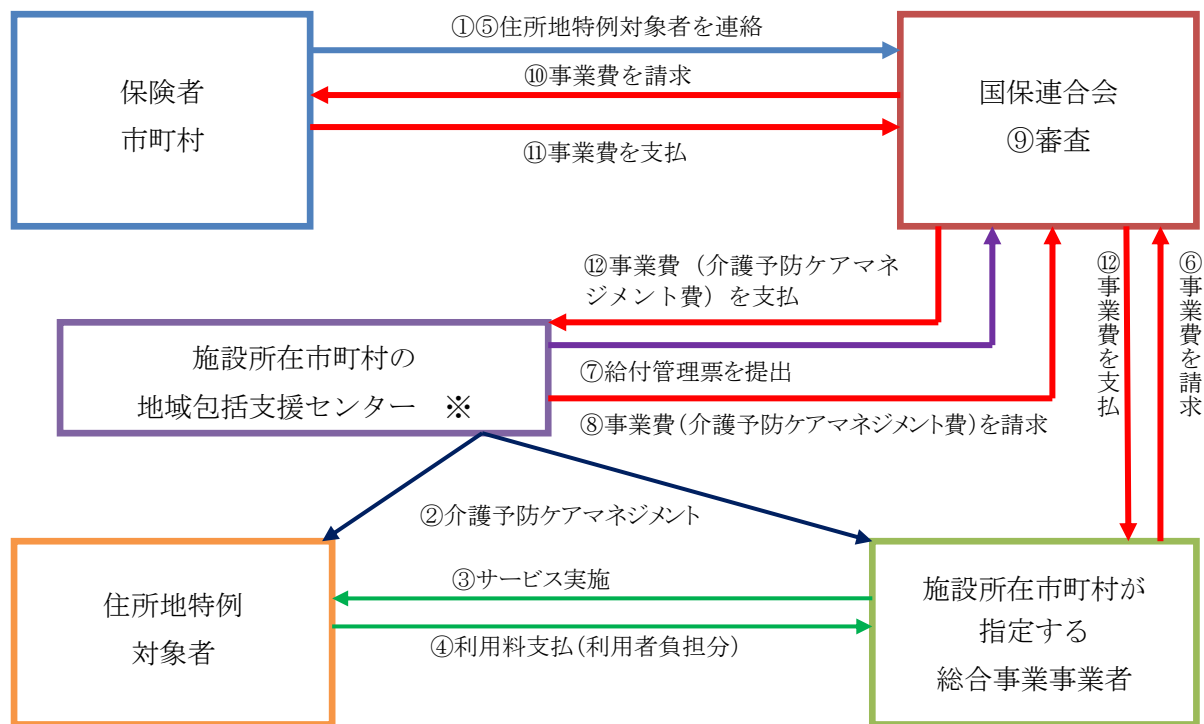 ①⑤住所地特例対象者を連絡
保険者
市町村
⑩事業費を請求
⑪事業費を支払
国保連合会
⑨審査
⑫事業費（介護予防ケアマネ
ジメント費）を支払
⑫事業費を支払
⑥事業費を請求
施設所在市町村の
地域包括支援センター　※
⑦給付管理票を提出
⑧事業費（介護予防ケアマネジメント費）を請求
②介護予防ケアマネジメント
住所地特例
対象者
③サービス実施
④利用料支払（利用者負担分）
施設所在市町村が
指定する
総合事業事業者